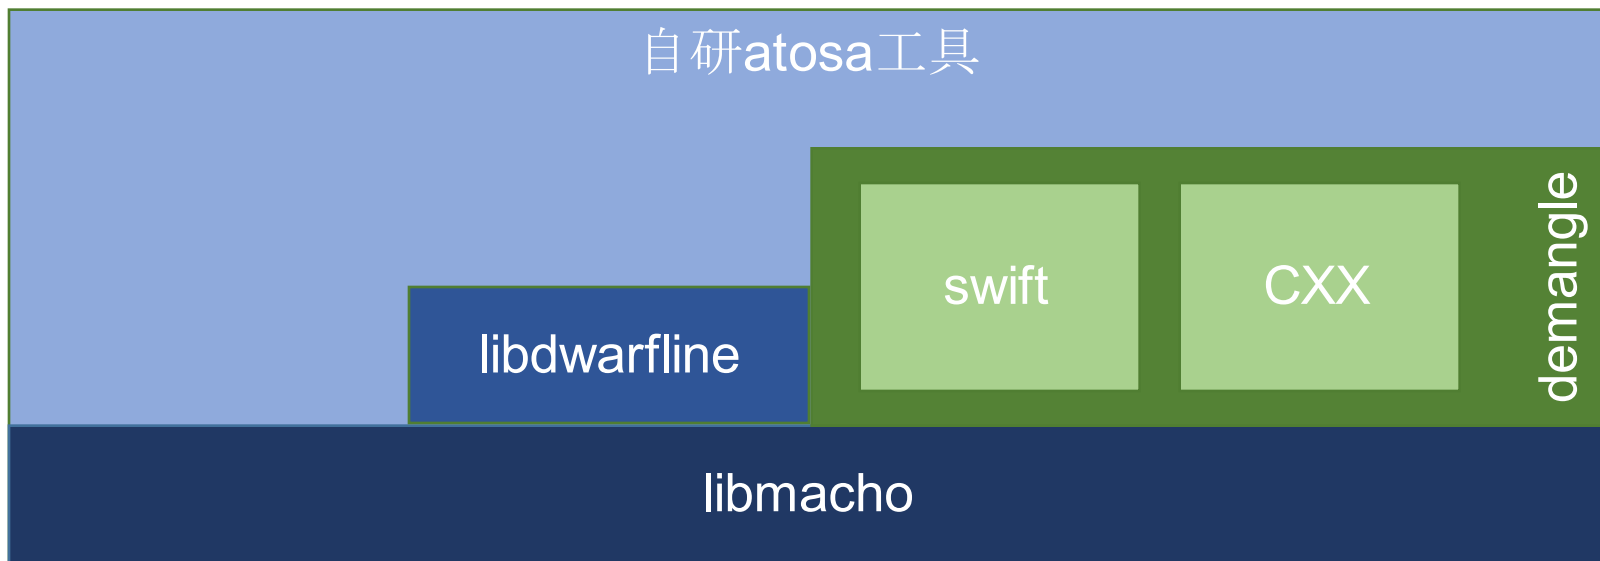 自研atosa工具
swift
CXX
demangle
libdwarfline
libmacho